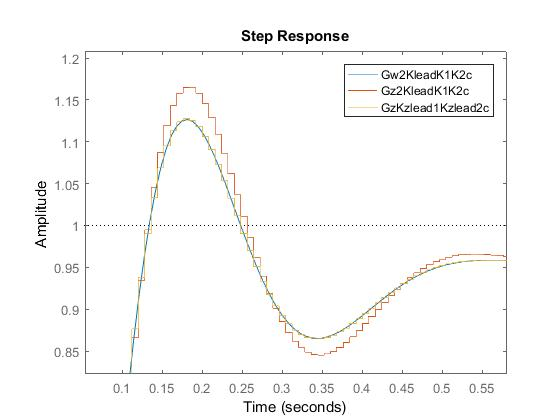 Step Response
Gw2KleadK1K2c
Gz2KleadK1K2c
GzKzlead1Kzlead2c
1.2
1.15
1.1
1.05
1
0.95
0.9
0.85
Amplitude
0.1 0.15 0.2 0.25 0.3 0.35 0.4 0.45 0.5 0.55
Time (seconds)